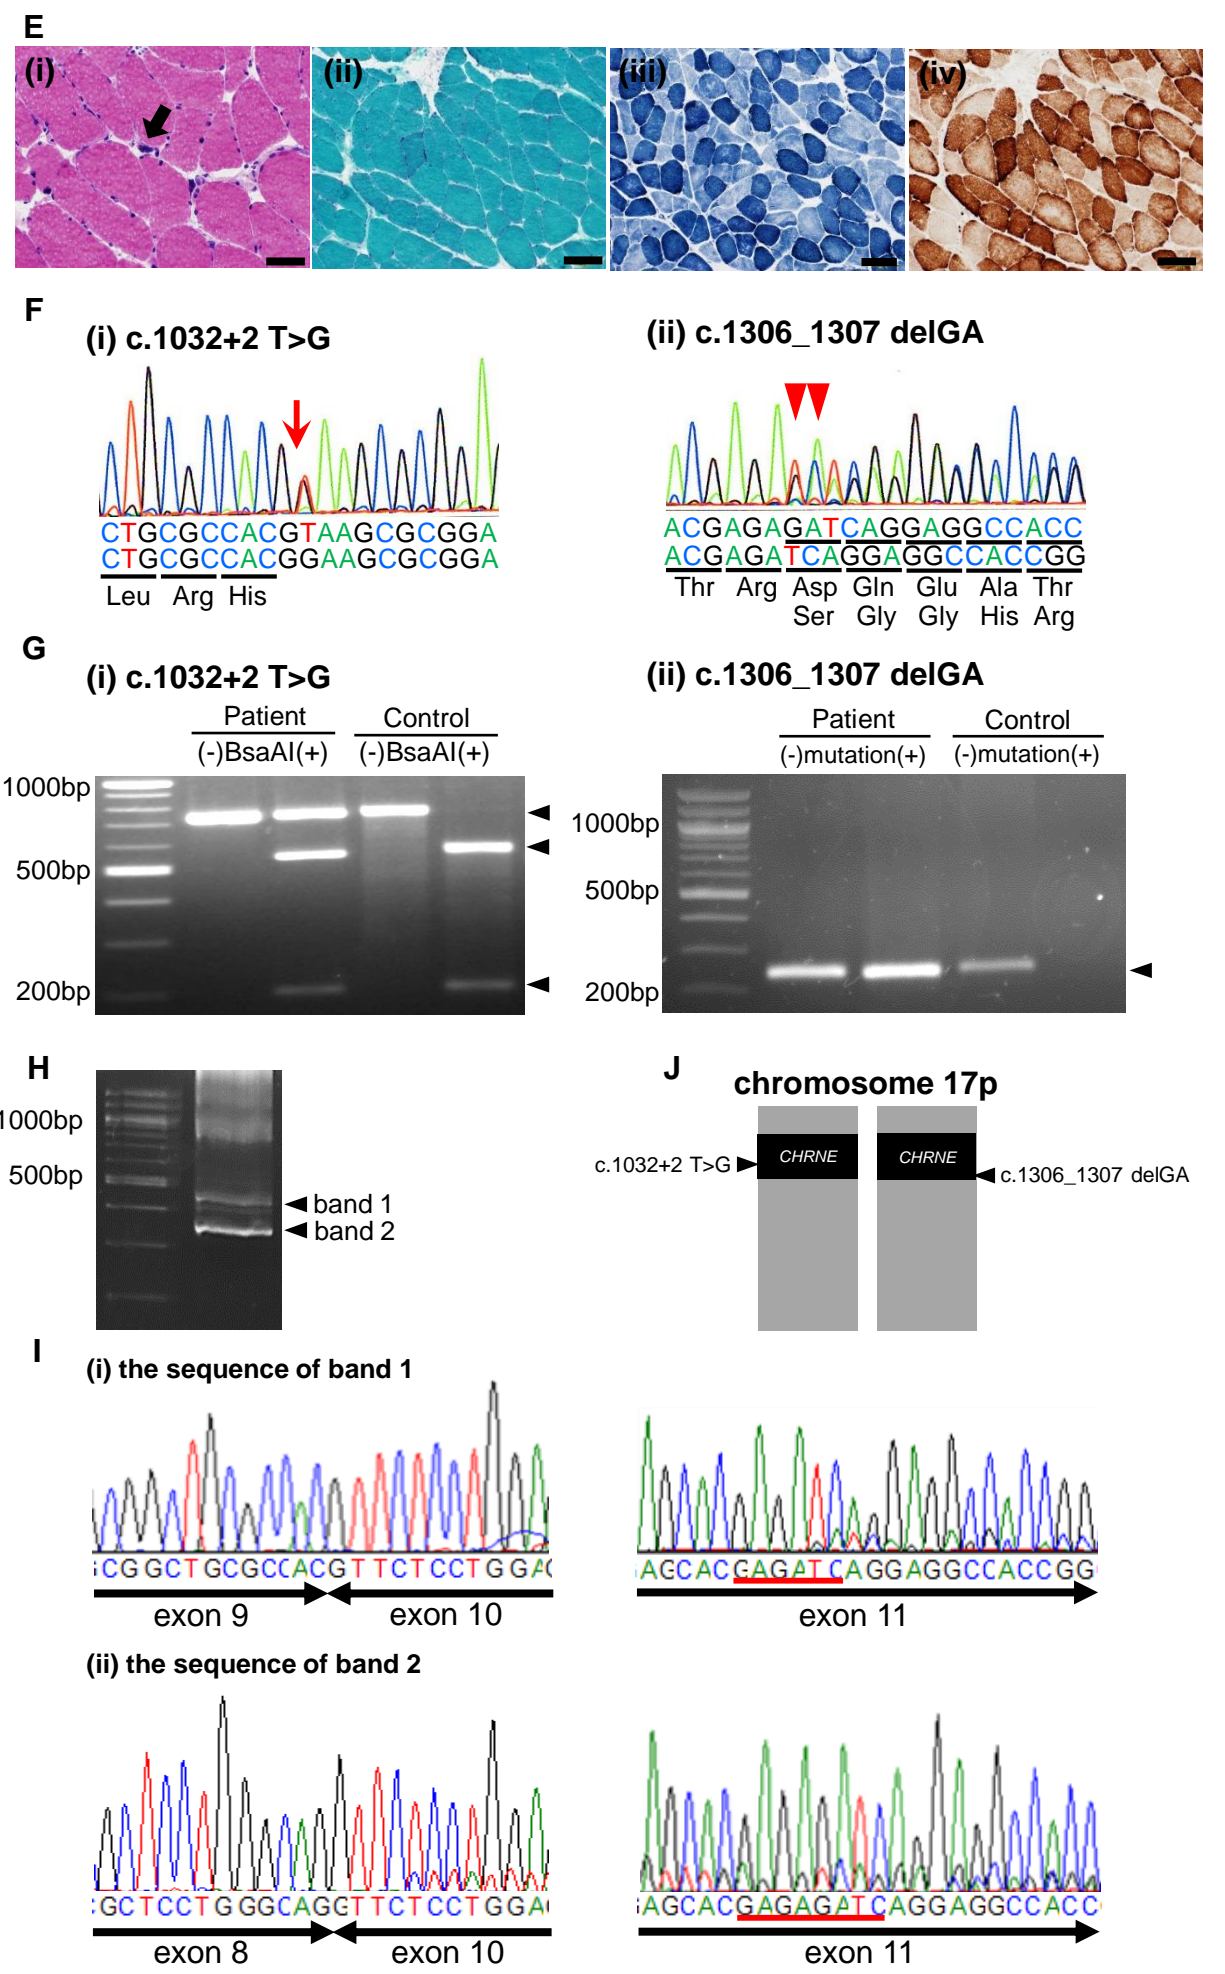 E
(i)
(ii)
(iii)
(iv)
F
(i) c.1032+2 T>G
(ii) c.1306_1307 delGA
CTGCGCCACGTAAGCGCGGA
CTGCGCCACGGAAGCGCGGA
Leu Arg His
ACGAGAGATCAGGAGGCCACC
ACGAGATCAGGAGGCCACCGG
Thr Arg Asp Gln Glu Ala Thr
Ser Gly Gly His Arg
G
(i) c.1032+2 T>G
(ii) c.1306_1307 delGA
Patient Control
(-)BsaAI(+) (-)BsaAI(+)
1000bp
500bp
200bp
Patient Control
(-)mutation(+) (-)mutation(+)
1000bp
500bp
200bp
H
1000bp
500bp
band 1
band 2
J
chromosome 17p
c.1032+2 T>G
CHRNE
CHRNE
c.1306_1307 delGA
I
(i) the sequence of band 1
CGGCTGCGCCACGTTCTCCTGGA
exon 9 exon 10
AGCACGAGATCAGGAGGCCACCGG
exon 11
(ii) the sequence of band 2
CGCTCCTGGGCAGGTTCTCCTGGA
exon 8 exon 10
AGCACGAGAGATCAGGAGGCCACC
exon 11